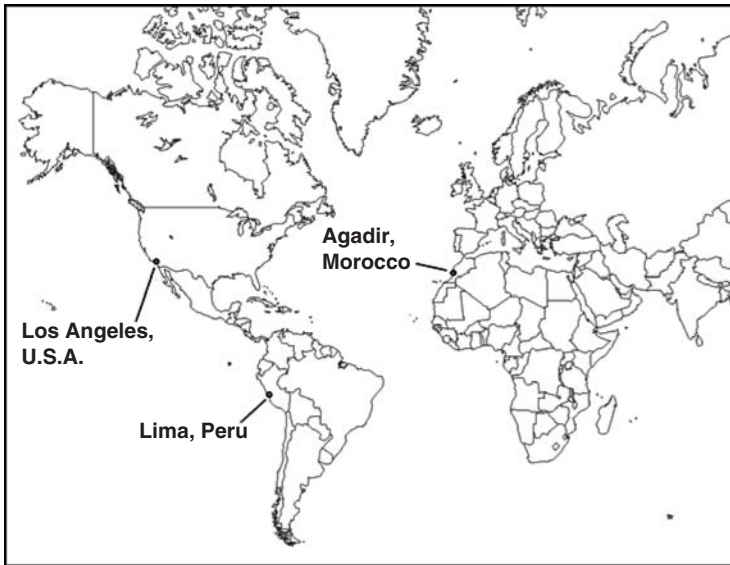 Agadir,
Morocco
Los Angeles,
U.S.A.
Lima, Peru